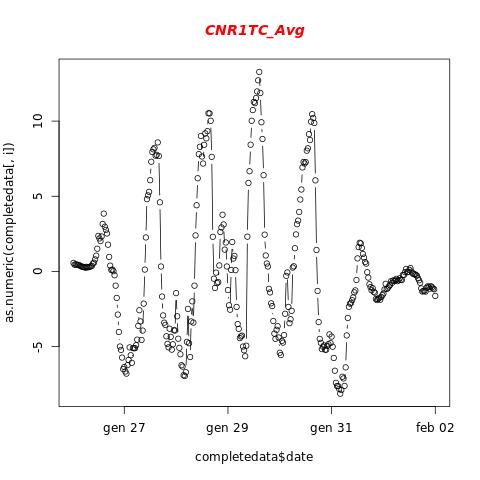 CNR1TC_Avg
as.numeric(completedata[, i])
10
5
0
-5
gen 27
gen 29
gen 31
feb 02
completedata$date